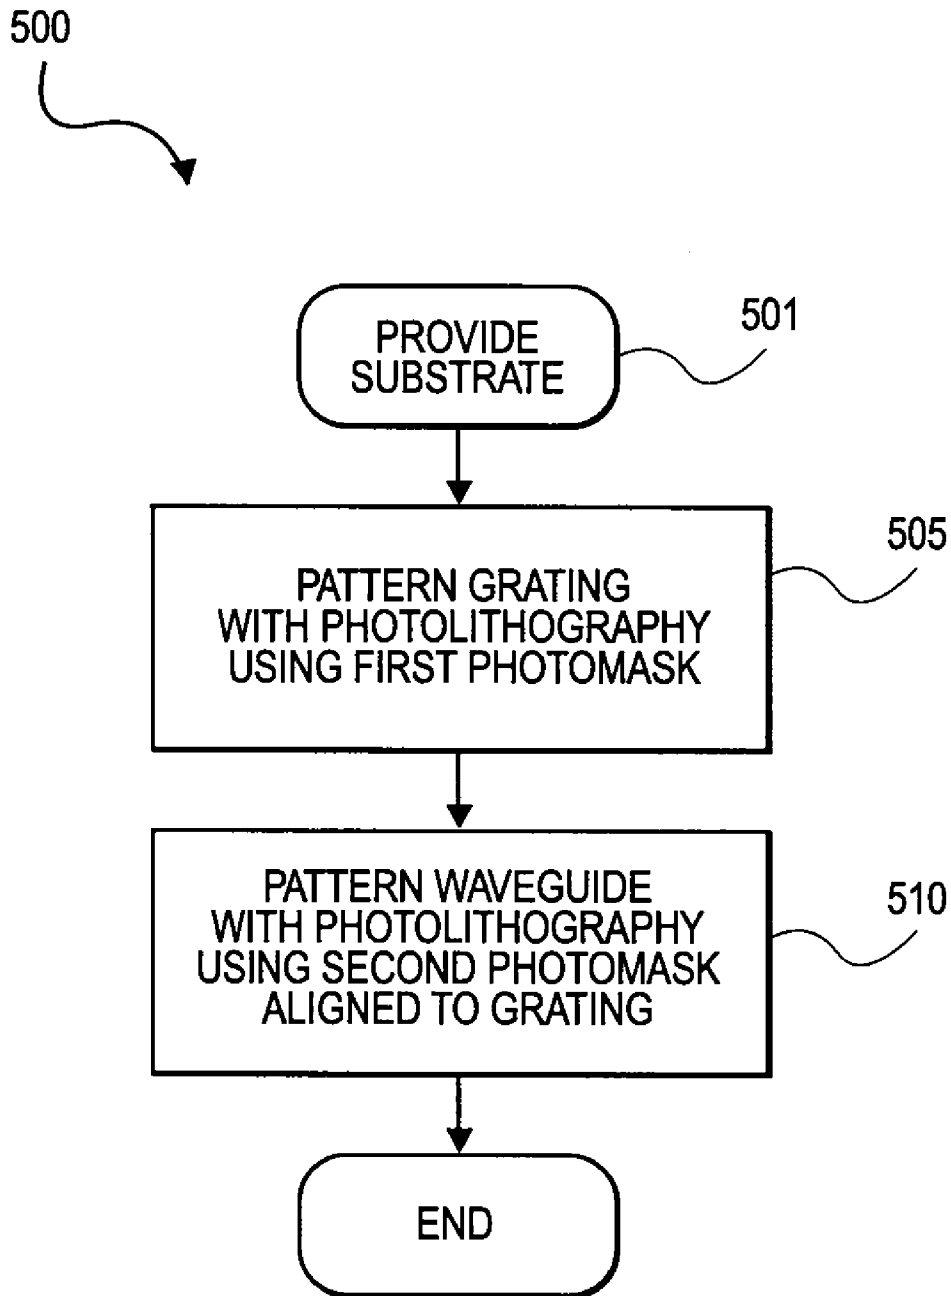 500
PROVIDE
SUBSTRATE
501
PATTERN GRATING
WITH PHOTOLITHOGRAPHY
USING FIRST PHOTOMASK
505
PATTERN WAVEGUIDE
WITH PHOTOLITHOGRAPHY
USING SECOND PHOTOMASK
ALIGNED TO GRATING
510
END